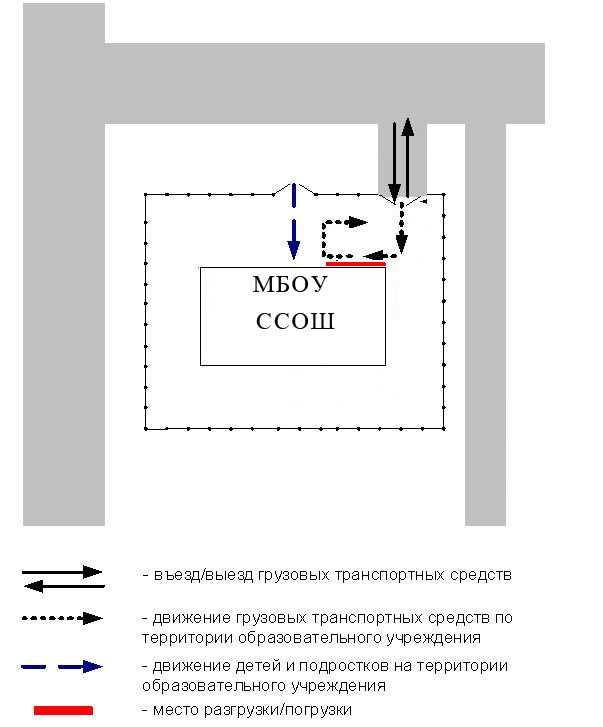 МБОУ
ССОШ
- въезд/выезд грузовых транспортных средств
- движение грузовых транспортных средств по
территории образовательного учреждения
- движение детей и подростков на территории
образовательного учреждения
- место разгрузки/погрузки